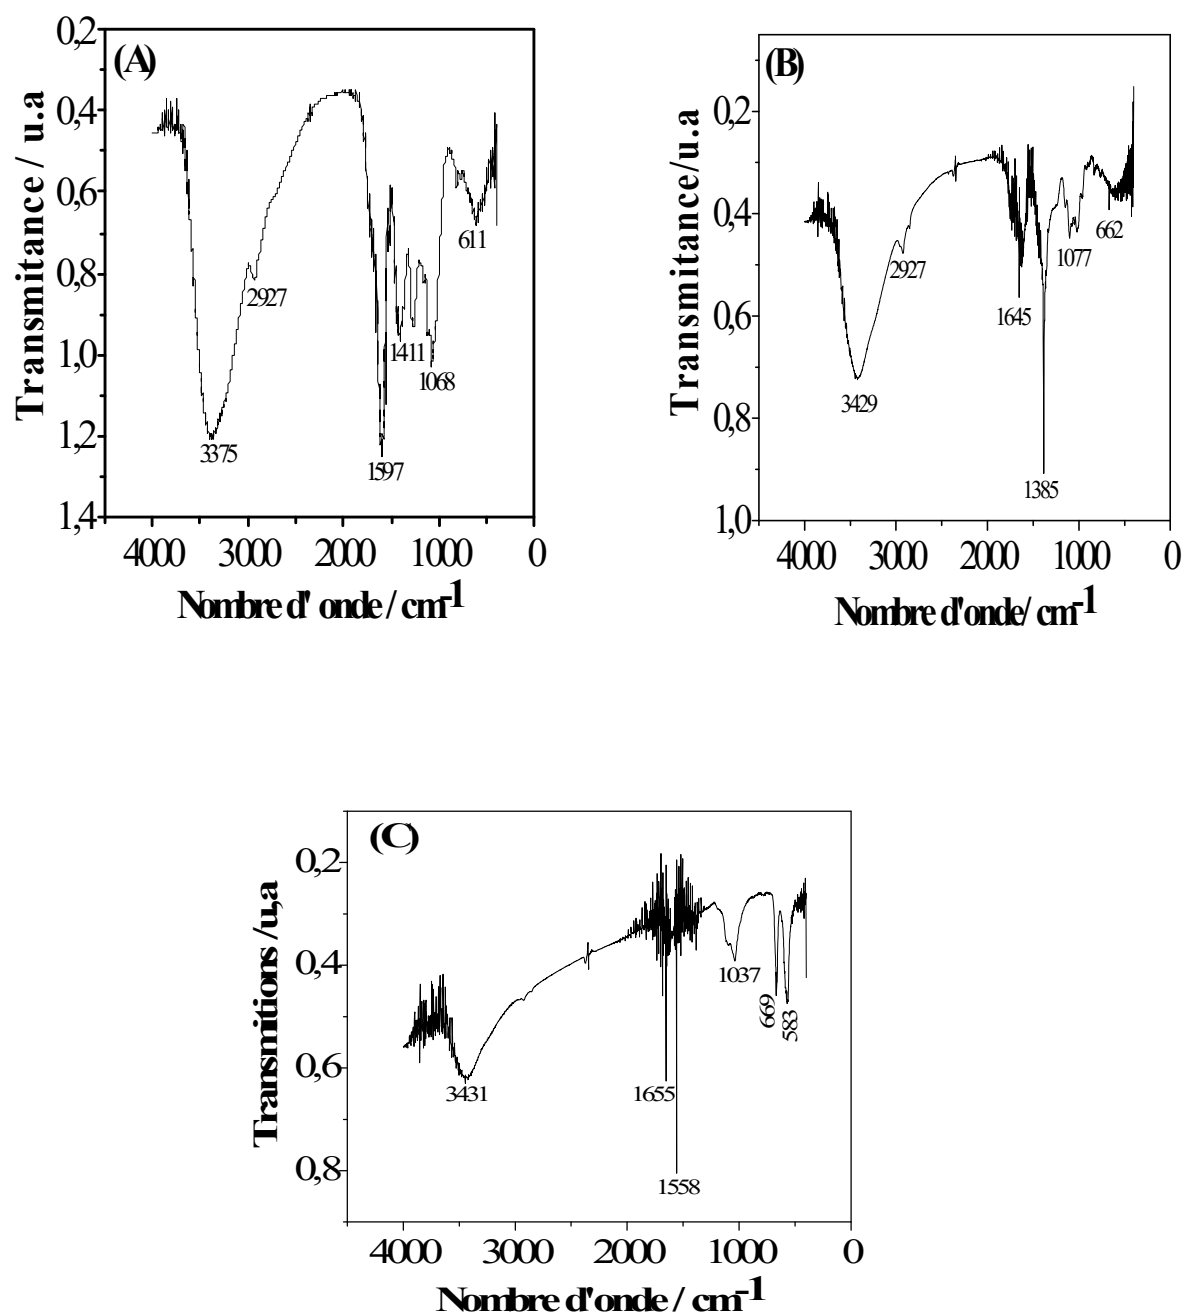 (A)
Transmitance / u.a
0,2
0,4
0,6
0,8
1,0
1,2
1,4
2927
3375
1597
1411
1068
611
4000 3000 2000 1000 0
Nombre d' onde / cm-1
(B)
Transmitance/u.a
0,2
0,4
0,6
0,8
1,0
2927
3429
1645
1385
1077
662
4000 3000 2000 1000 0
Nombre d'onde/ cm-1
(C)
Transmitions /u,a
0,2
0,4
0,6
0,8
3431
1655
1558
1037
669
583
4000 3000 2000 1000 0
Nombre d'onde / cm-1